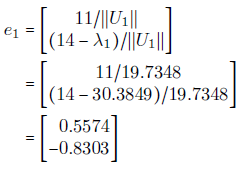 e₁ = [ 11/‖U₁‖
(14 − λ₁)/‖U₁‖ ]
= [ 11/19.7348
(14 − 30.3849)/19.7348 ]
= [ 0.5574
−0.8303 ]